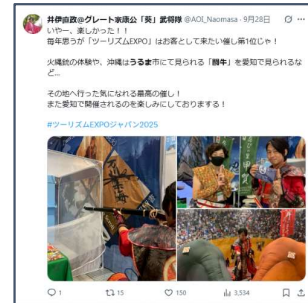 井伊直政@グレート家康公「葵」武将隊 @AOI_Naomasa · 9月28日
いやー、楽しかった！！
毎年思うが「ツーリズムEXPO」はお客として来たい催し第1位じゃ！
火縄銃の体験や、沖縄はうるま市にて見られる「闘牛」を愛知で見られるな
ど…
その地へ行った気になれる最高の催し！
また愛知で開催されるのを楽しみにしておりまする！
#ツーリズムEXPOジャパン2025
1 15 150 3,534